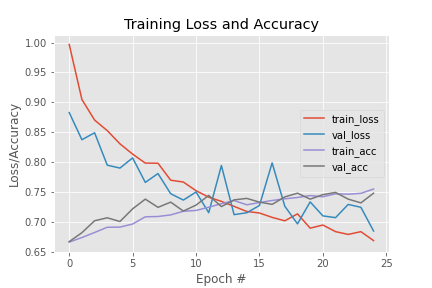 Training Loss and Accuracy
1.00
0.95
0.90
0.85
0.80
0.75
0.70
0.65
Loss/Accuracy
train_loss
val_loss
train_acc
val_acc
0 5 10 15 20 25
Epoch #